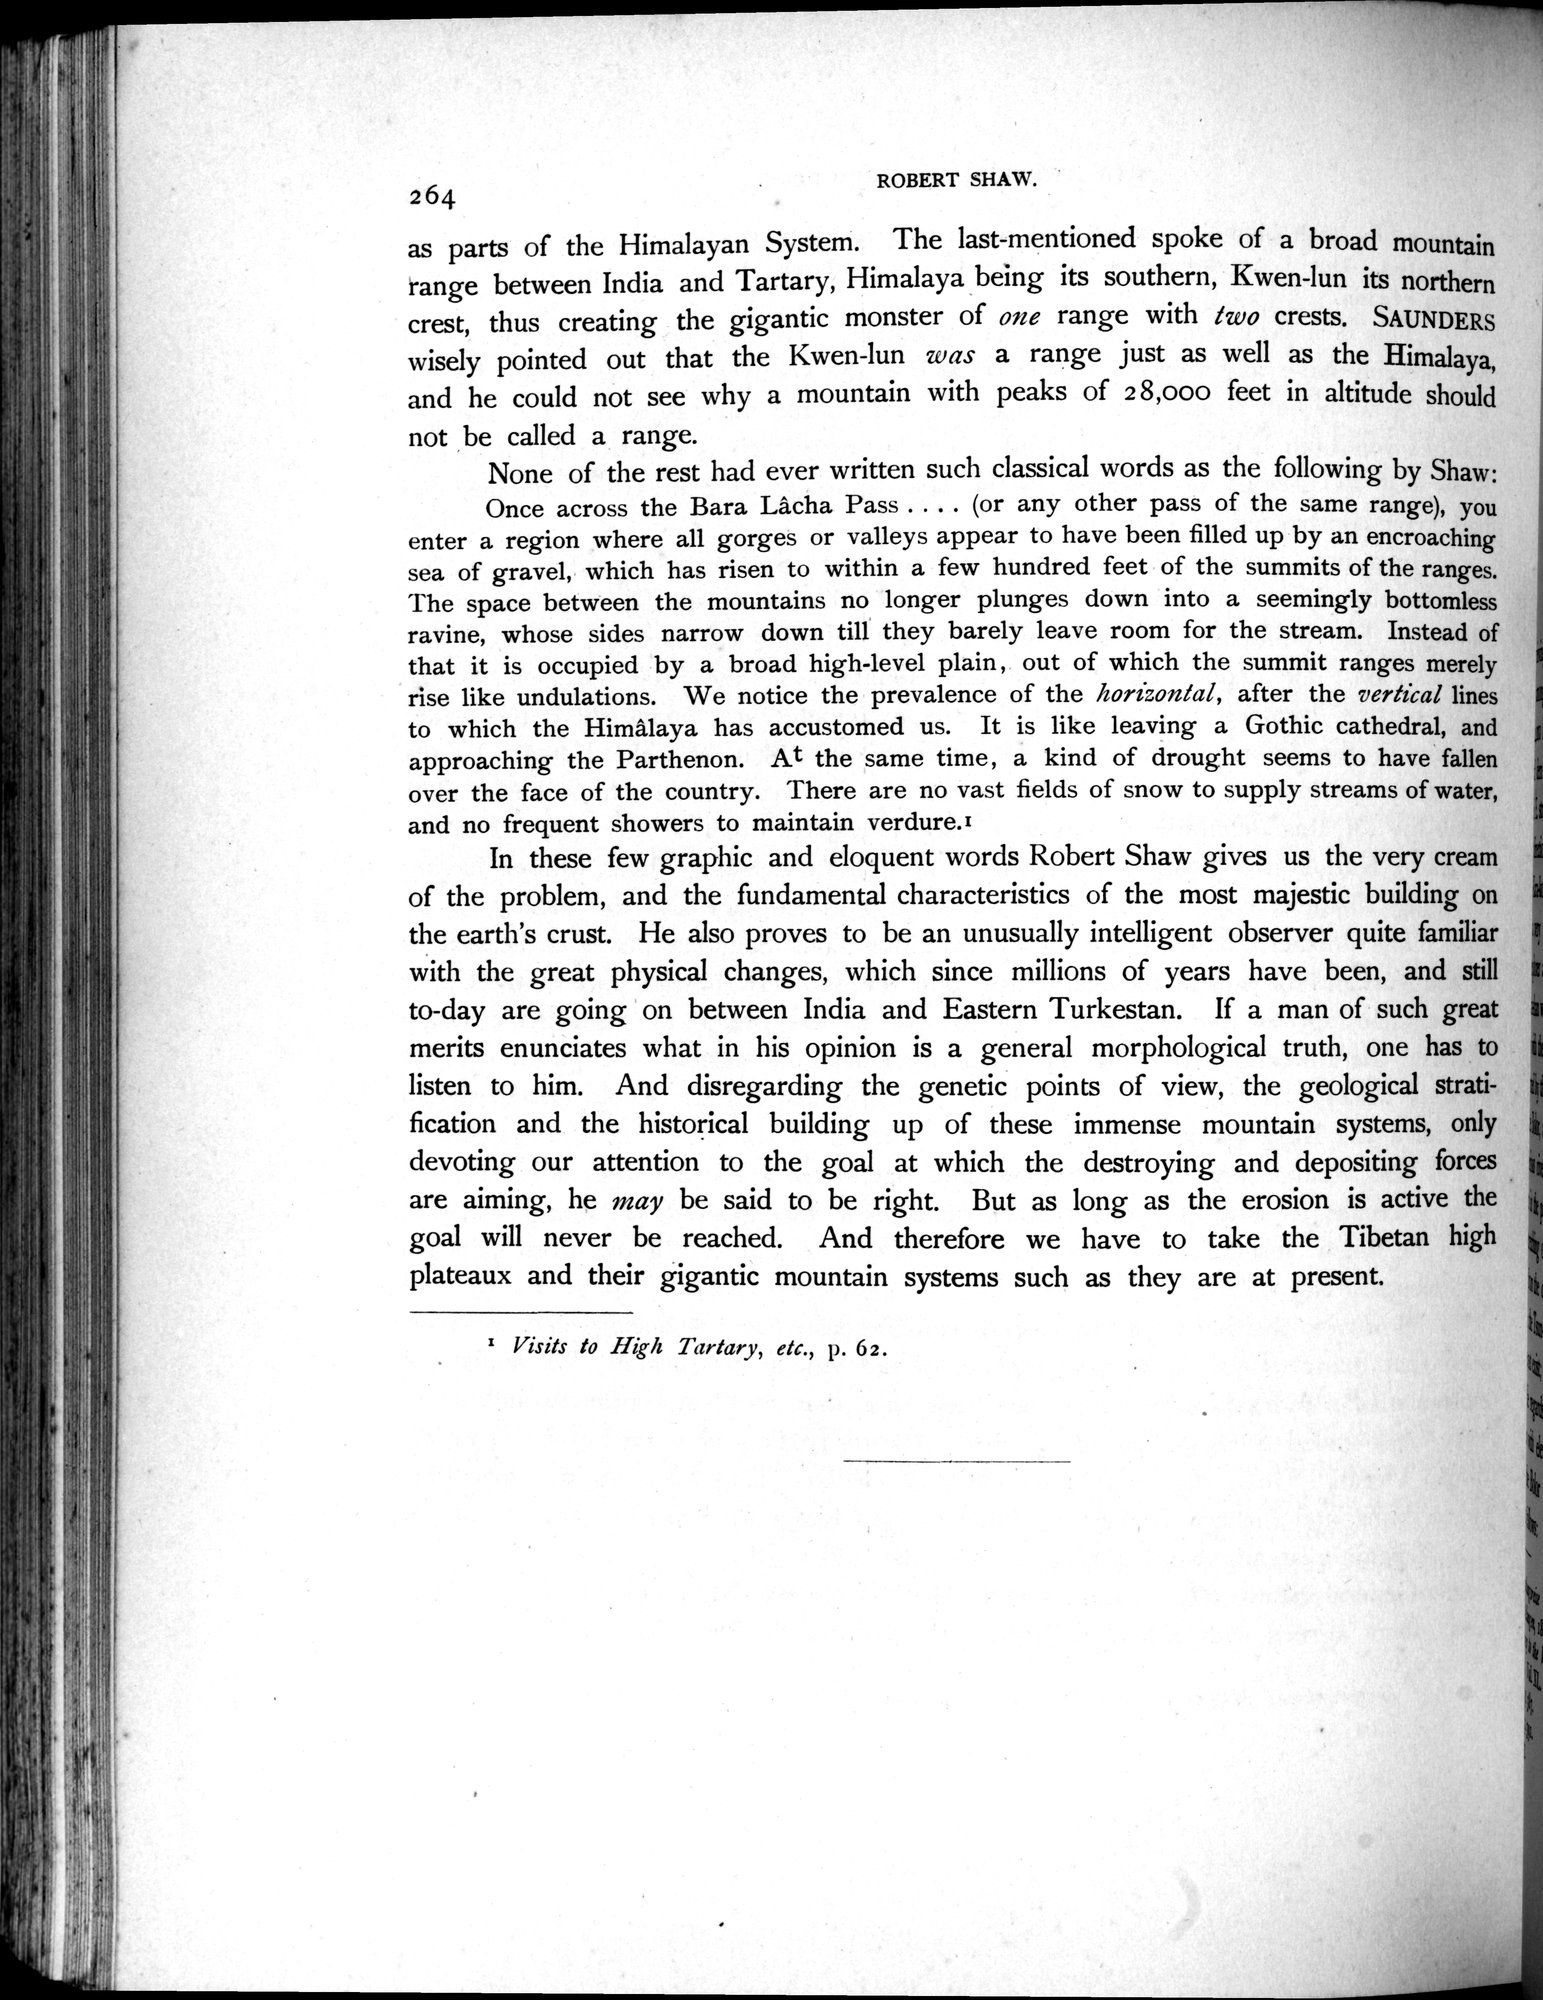 264
ROBERT SHAW.
as parts of the Himalayan System. The last-mentioned spoke of a broad mountain
range between India and Tartary, Himalaya being its southern, Kwen-lun its northern
crest, thus creating the gigantic monster of one range with two crests. SAUNDERS
wisely pointed out that the Kwen-lun was a range just as well as the Himalaya,
and he could not see why a mountain with peaks of 28,000 feet in altitude should
not be called a range.
None of the rest had ever written such classical words as the following by Shaw:
Once across the Bara Lâcha Pass . . . . (or any other pass of the same range), you
enter a region where all gorges or valleys appear to have been filled up by an encroaching
sea of gravel, which has risen to within a few hundred feet of the summits of the ranges.
The space between the mountains no longer plunges down into a seemingly bottomless
ravine, whose sides narrow down till they barely leave room for the stream. Instead of
that it is occupied by a broad high-level plain, out of which the summit ranges merely
rise like undulations. We notice the prevalence of the horizontal, after the vertical lines
to which the Himâlaya has accustomed us. It is like leaving a Gothic cathedral, and
approaching the Parthenon. At the same time, a kind of drought seems to have fallen
over the face of the country. There are no vast fields of snow to supply streams of water,
and no frequent showers to maintain verdure.¹
In these few graphic and eloquent words Robert Shaw gives us the very cream
of the problem, and the fundamental characteristics of the most majestic building on
the earth's crust. He also proves to be an unusually intelligent observer quite familiar
with the great physical changes, which since millions of years have been, and still
to-day are going on between India and Eastern Turkestan. If a man of such great
merits enunciates what in his opinion is a general morphological truth, one has to
listen to him. And disregarding the genetic points of view, the geological strati-
fication and the historical building up of these immense mountain systems, only
devoting our attention to the goal at which the destroying and depositing forces
are aiming, he may be said to be right. But as long as the erosion is active the
goal will never be reached. And therefore we have to take the Tibetan high
plateaux and their gigantic mountain systems such as they are at present.
¹ Visits to High Tartary, etc., p. 62.